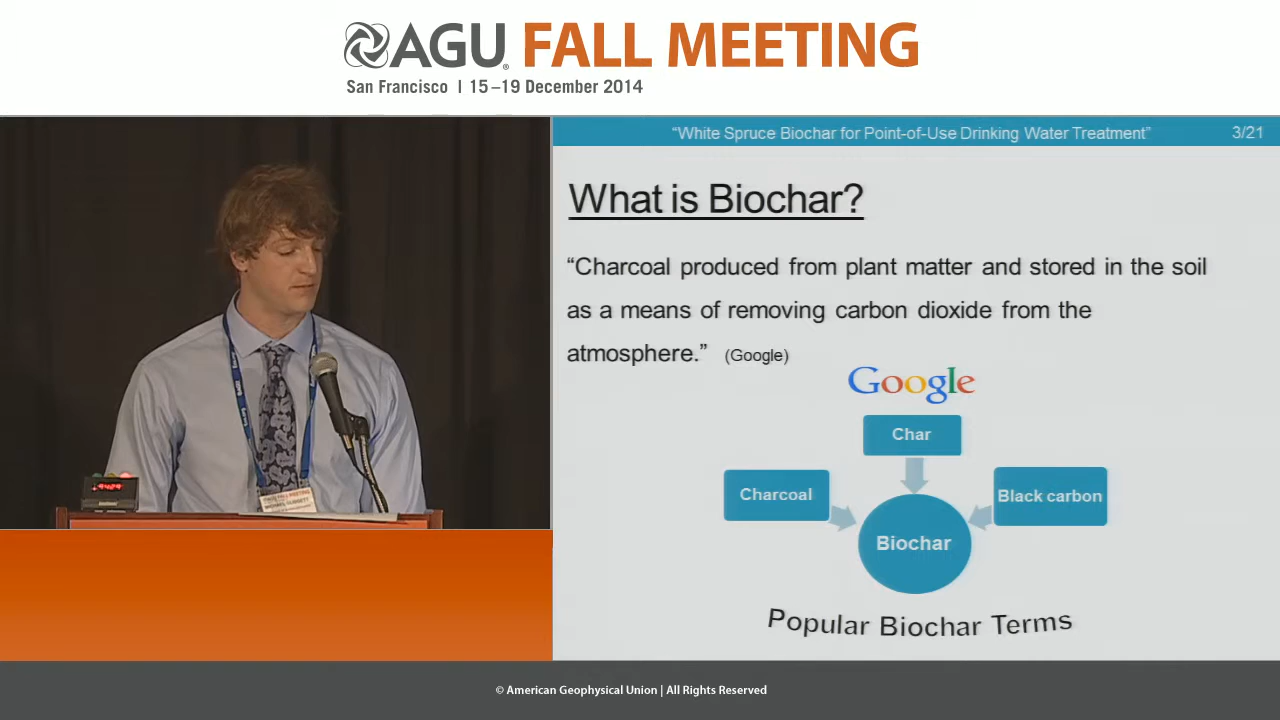 AGU® FALL MEETING
San Francisco | 15–19 December 2014
“White Spruce Biochar for Point-of-Use Drinking Water Treatment” 3/21
What is Biochar?
“Charcoal produced from plant matter and stored in the soil
as a means of removing carbon dioxide from the
atmosphere.” (Google)
Google
Char
Charcoal
Black carbon
Biochar
Popular Biochar Terms
FALL MEETING
© American Geophysical Union | All Rights Reserved